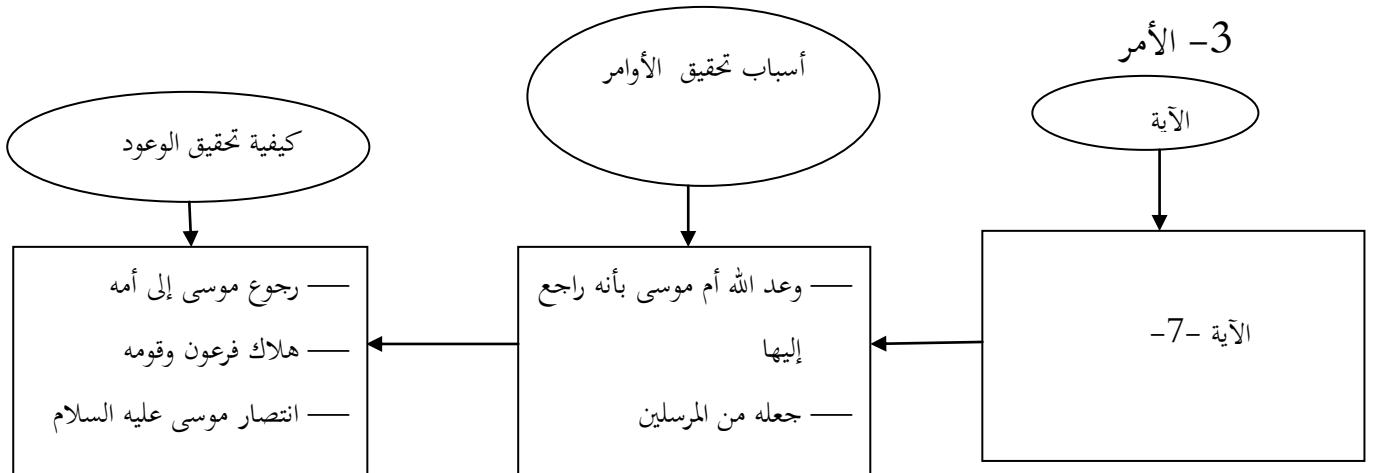 3- الأمر
الآية
أسباب تحقيق الأوامر
كيفية تحقيق الوعود
الآية -7-
— وعد الله أم موسى بأنه راجع
إليها
— جعله من المرسلين
— رجوع موسى إلى أمه
— هلاك فرعون وقومه
— انتصار موسى عليه السلام